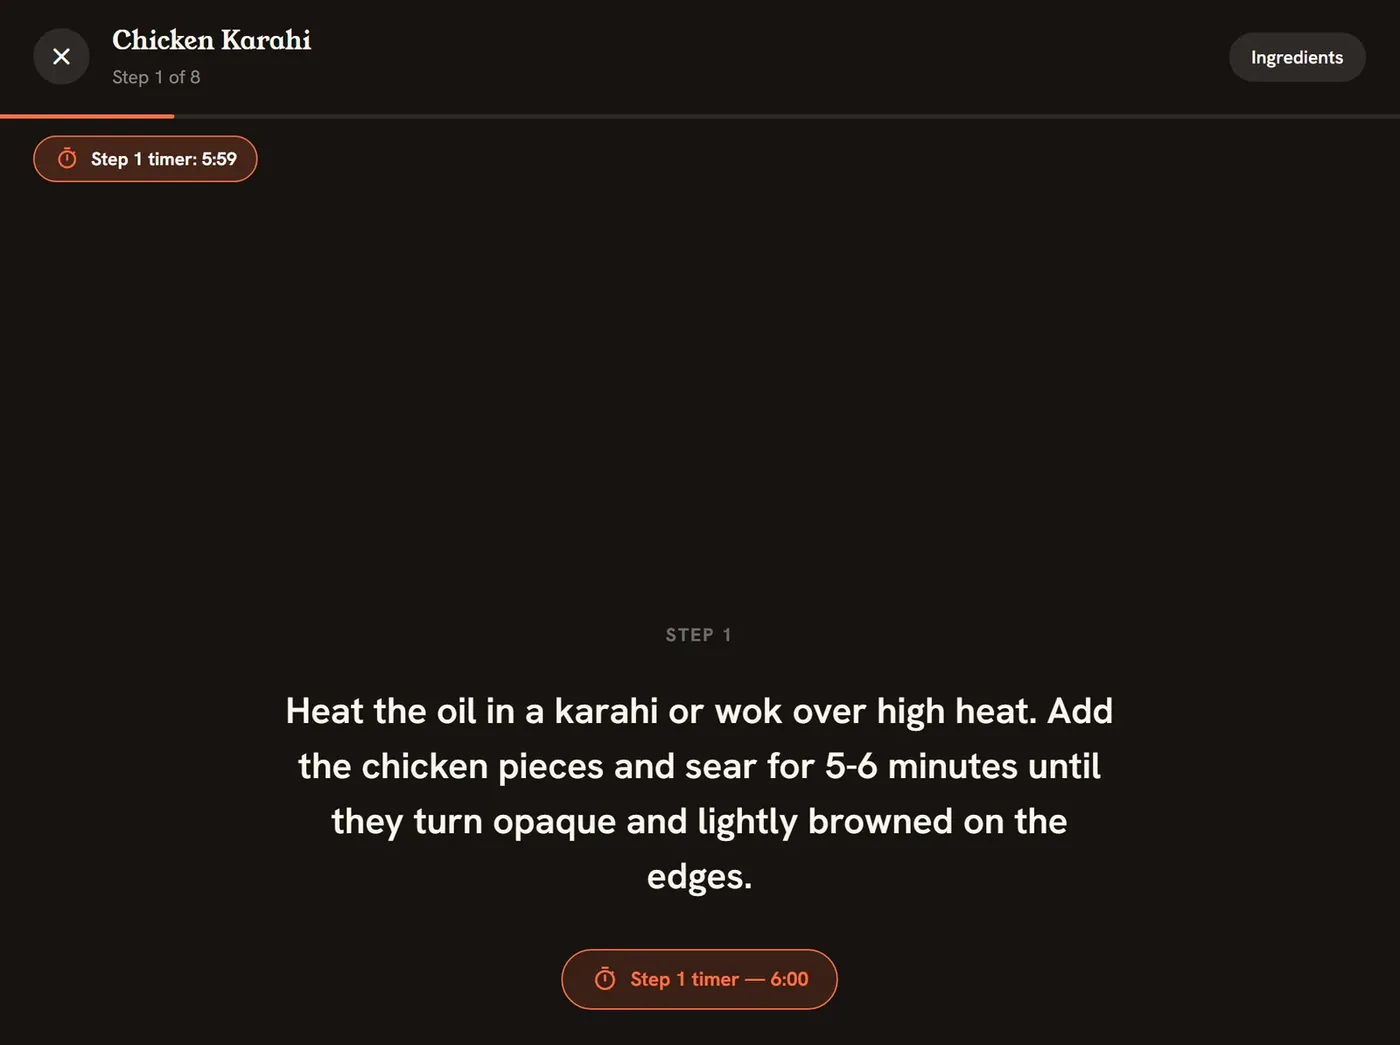 Chicken Karahi
Step 1 of 8
Ingredients
Step 1 timer: 5:59
STEP 1
Heat the oil in a karahi or wok over high heat. Add
the chicken pieces and sear for 5-6 minutes until
they turn opaque and lightly browned on the
edges.
Step 1 timer — 6:00